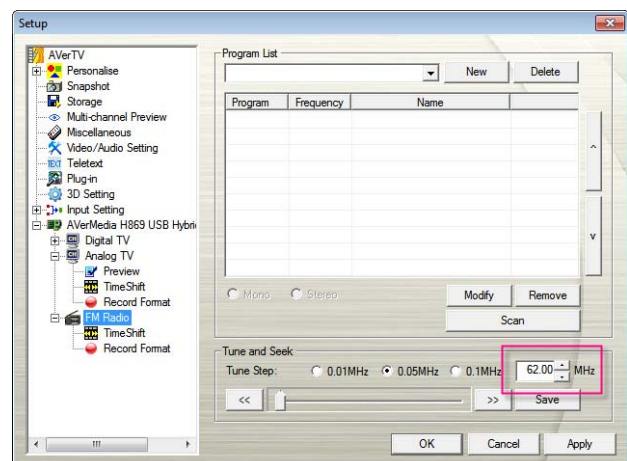 Setup
AVerTV
Personalise
Snapshot
Storage
Multi-channel Preview
Miscellaneous
Video/Audio Setting
TEXT Teletext
Plug-in
3D Setting
Input Setting
AVerMedia H869 USB Hybri
Digital TV
Analog TV
Preview
TimeShift
Record Format
FM Radio
TimeShift
Record Format
Program List
New Delete
Program Frequency Name
^
v
Mono Stereo
Modify Remove
Scan
Tune and Seek
Tune Step: 0.01MHz 0.05MHz 0.1MHz 62.00 MHz
<< >> Save
OK Cancel Apply